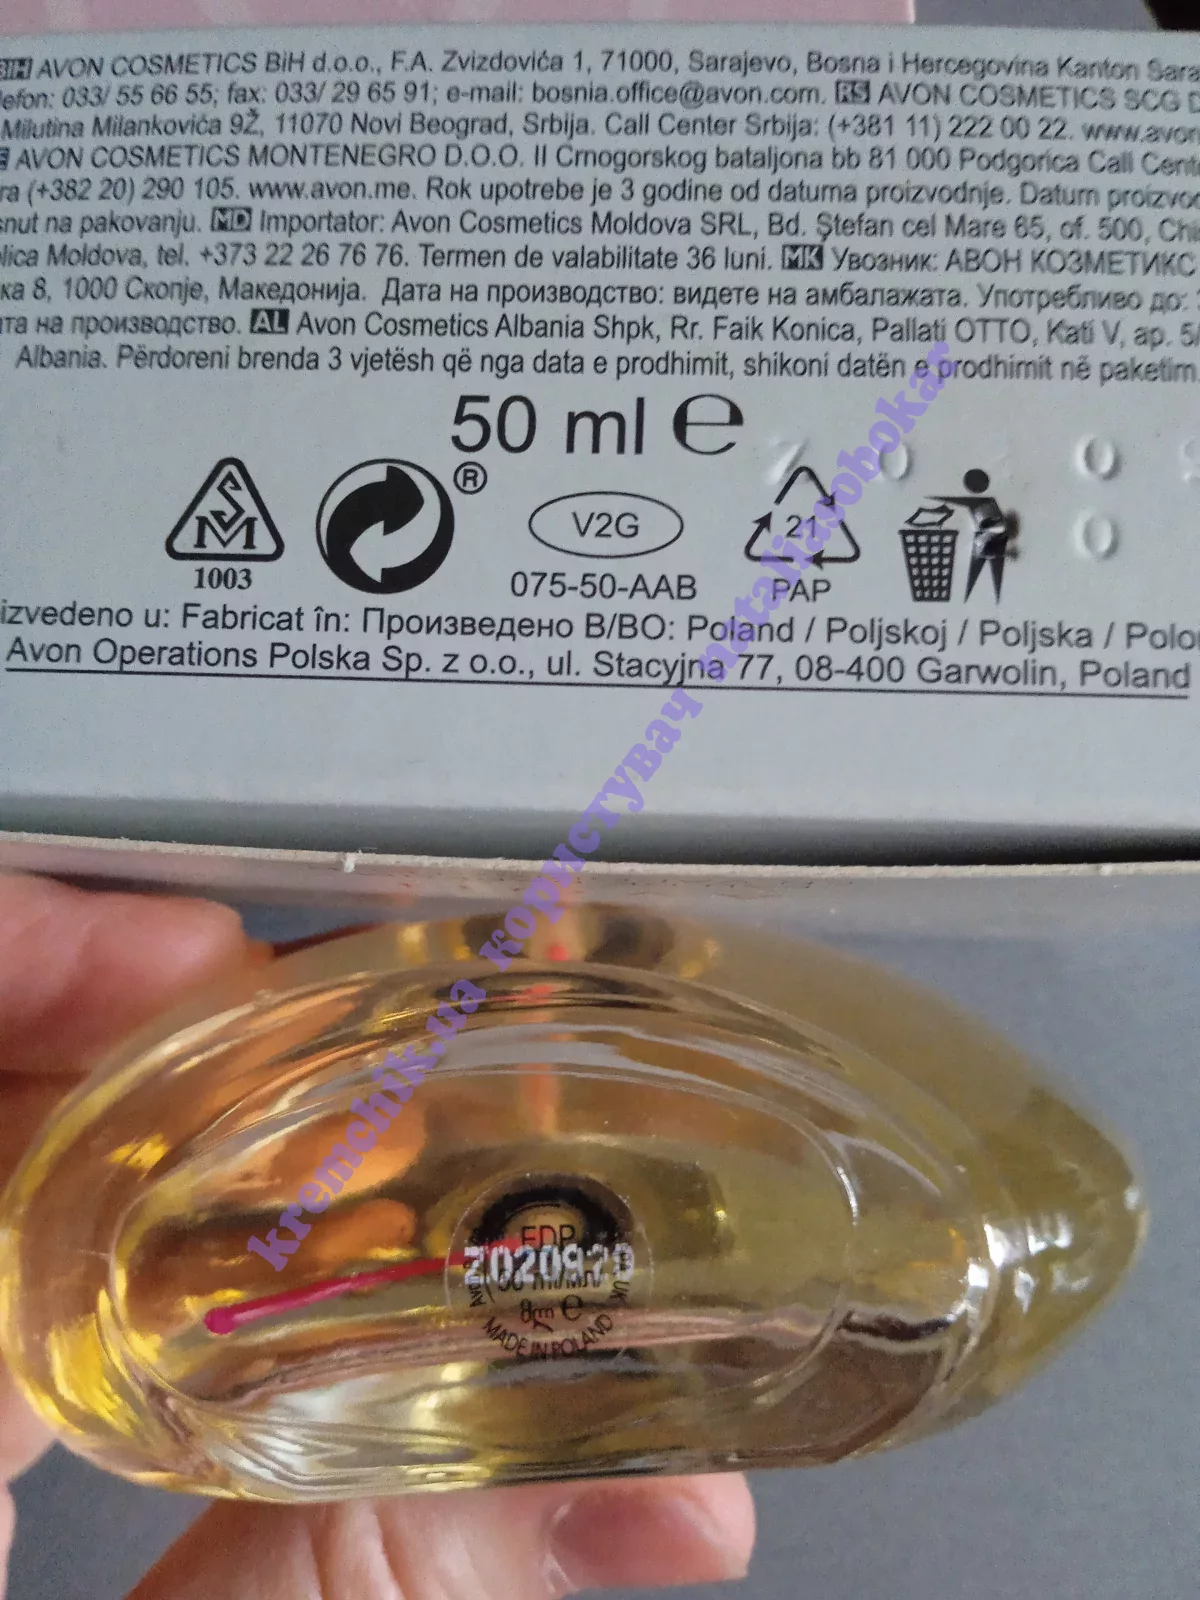 BIH AVON COSMETICS BiH d.o.o., F.A. Zvizdovića 1, 71000, Sarajevo, Bosna i Hercegovina Kanton Sara
lefon: 033/ 55 66 55; fax: 033/ 29 65 91; e-mail: bosnia.office@avon.com. RS AVON COSMETICS SCG
Milutina Milankovića 9Ž, 11070 Novi Beograd, Srbija. Call Center Srbija: (+381 11) 222 00 22. www.avon
AVON COSMETICS MONTENEGRO D.O.O. II Crnogorskog bataljona bb 81 000 Podgorica Call Cent
ra (+382 20) 290 105. www.avon.me. Rok upotrebe je 3 godine od datuma proizvodnje. Datum proizvo
snut na pakovanju. MD Importator: Avon Cosmetics Moldova SRL, Bd. Ştefan cel Mare 65, of. 500, Chi
lica Moldova, tel. +373 22 26 76 76. Termen de valabilitate 36 luni. MK Увозник: АВОН КОЗМЕТИКС
ка 8, 1000 Скопје, Македонија. Дата на производство: видете на амбалажата. Употребливо до:
та на производство. AL Avon Cosmetics Albania Shpk, Rr. Faik Konica, Pallati OTTO, Kati V, ap. 5
Albania. Përdoreni brenda 3 vjetësh që nga data e prodhimit, shikoni datën e prodhimit në paketim.
50 ml e
SM
1003
®
V2G
075-50-AAB
21
PAP
izvedeno u: Fabricat în: Произведено В/ВО: Poland / Poljskoj / Poljska / Polo
Avon Operations Polska Sp. z o.o., ul. Stacyjna 77, 08-400 Garwolin, Poland
kremchik.ua користувач nataliasobokar
EDP
MADE IN POLAND